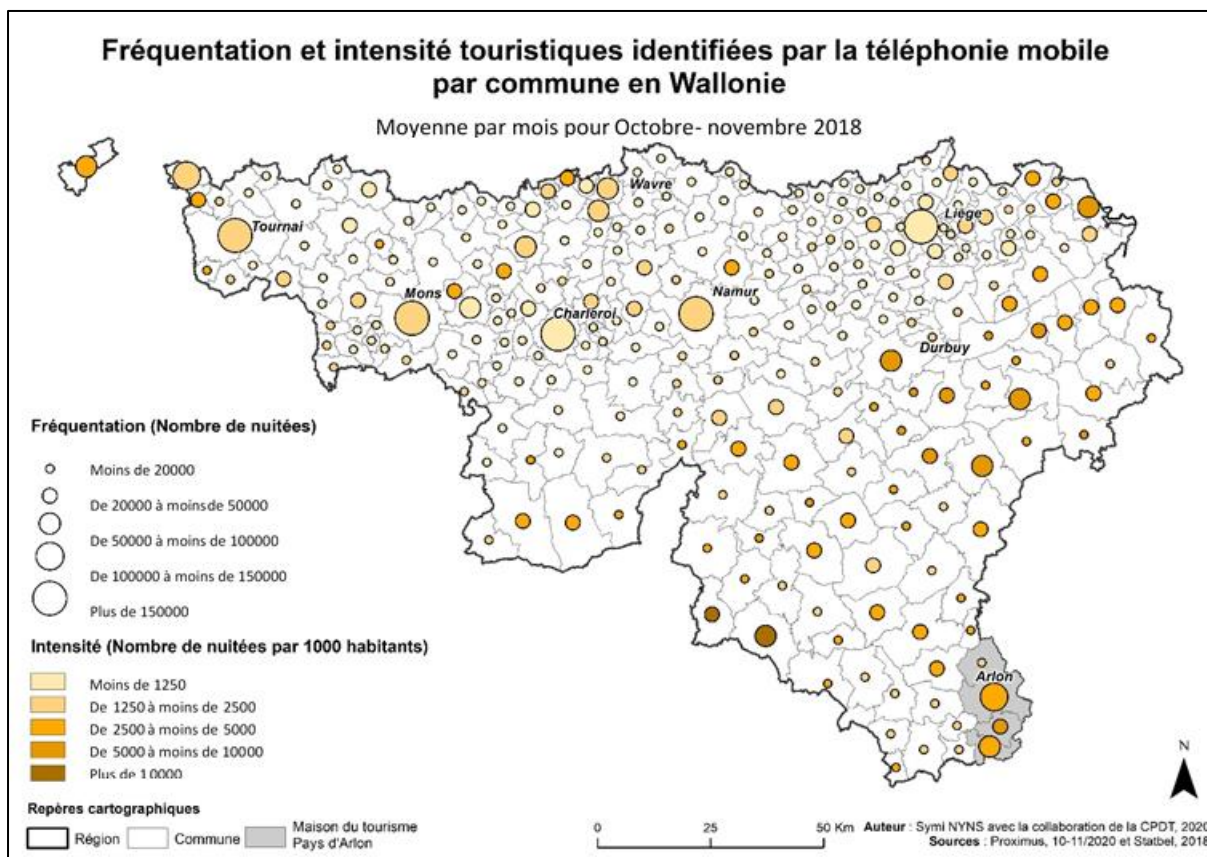 Fréquentation et intensité touristiques identifiées par la téléphonie mobile
par commune en Wallonie
Moyenne par mois pour Octobre- novembre 2018
Wavre
Liège
Tournai
Mons
Charleroi
Namur
Durbuy
Arlon
Fréquentation (Nombre de nuitées)
Moins de 20000
De 20000 à moins de 50000
De 50000 à moins de 100000
De 100000 à moins de 150000
Plus de 150000
Intensité (Nombre de nuitées par 1000 habitants)
Moins de 1250
De 1250 à moins de 2500
De 2500 à moins de 5000
De 5000 à moins de 10000
Plus de 10000
Repères cartographiques
Région
Commune
Maison du tourisme
Pays d'Arlon
0 25 50 Km
N
Auteur : Symi NYNS avec la collaboration de la CPDT, 2020
Sources : Proximus, 10-11/2020 et Statbel, 2018